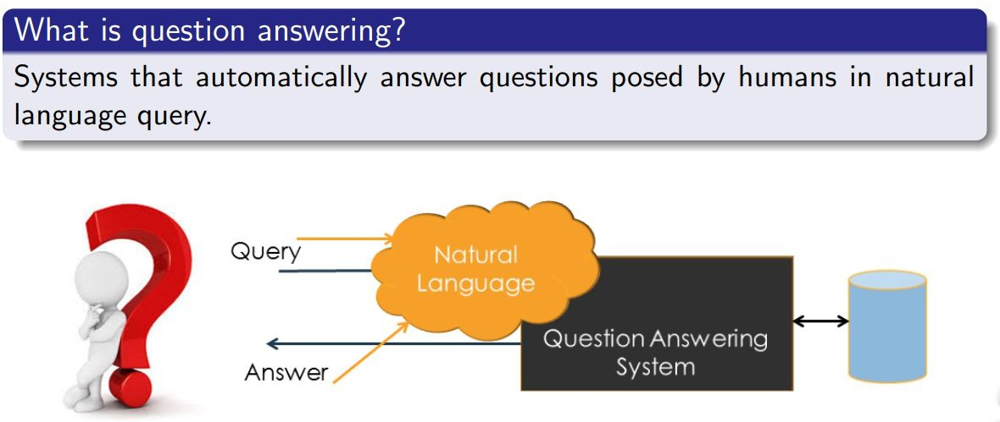 What is question answering?
Systems that automatically answer questions posed by humans in natural
language query.
Query
Natural
Language
Answer
Question Answering
System